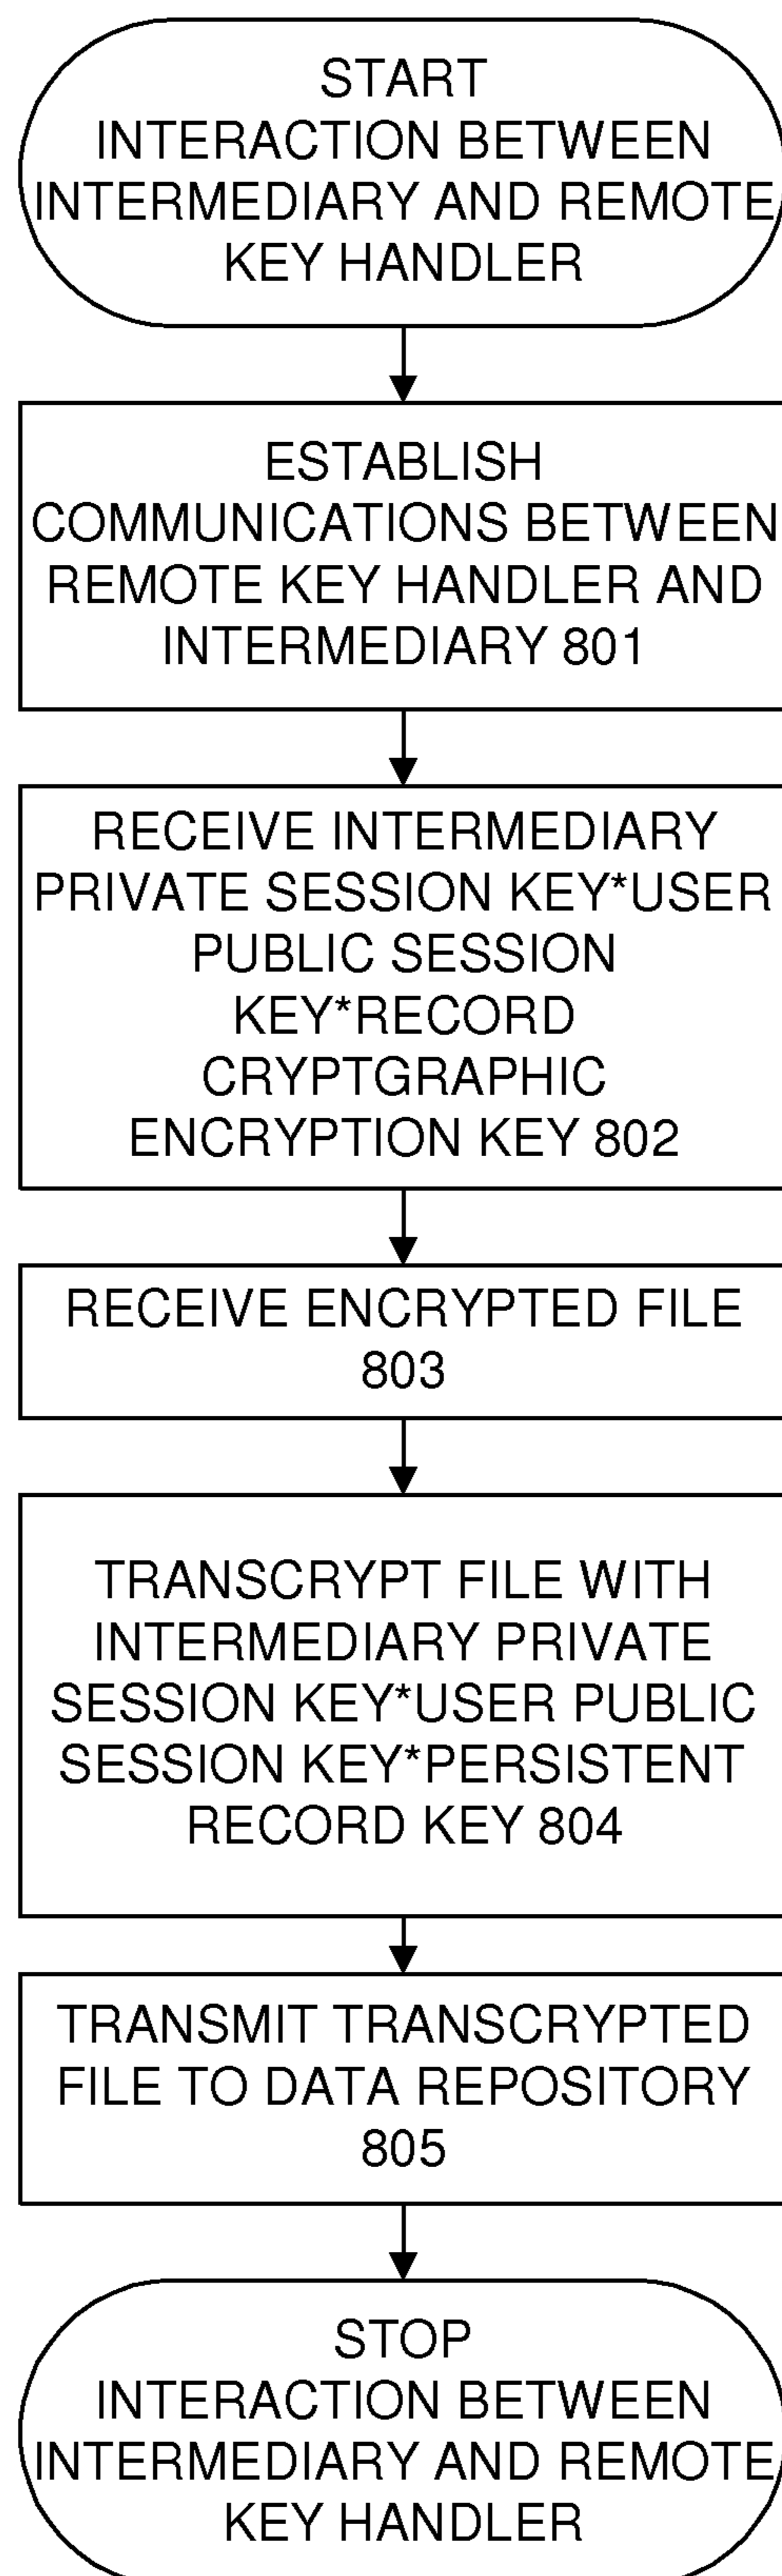 START
INTERACTION BETWEEN
INTERMEDIARY AND REMOTE
KEY HANDLER
ESTABLISH
COMMUNICATIONS BETWEEN
REMOTE KEY HANDLER AND
INTERMEDIARY 801
RECEIVE INTERMEDIARY
PRIVATE SESSION KEY*USER
PUBLIC SESSION
KEY*RECORD
CRYPTGRAPHIC
ENCRYPTION KEY 802
RECEIVE ENCRYPTED FILE
803
TRANSCRYPT FILE WITH
INTERMEDIARY PRIVATE
SESSION KEY*USER PUBLIC
SESSION KEY*PERSISTENT
RECORD KEY 804
TRANSMIT TRANSCRYPTED
FILE TO DATA REPOSITORY
805
STOP
INTERACTION BETWEEN
INTERMEDIARY AND REMOTE
KEY HANDLER